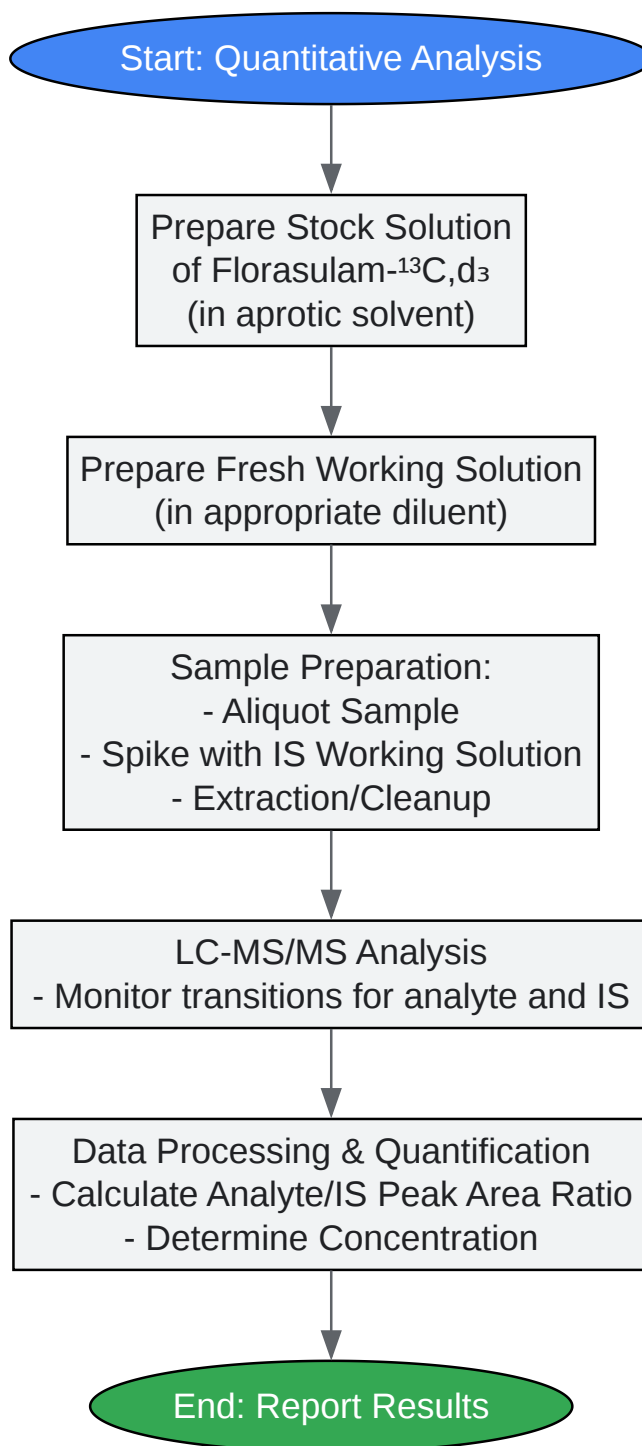 Start: Quantitative Analysis
Prepare Stock Solution
of Florasulam-¹³C,d₃
(in aprotic solvent)
Prepare Fresh Working Solution
(in appropriate diluent)
Sample Preparation:
- Aliquot Sample
- Spike with IS Working Solution
- Extraction/Cleanup
LC-MS/MS Analysis
- Monitor transitions for analyte and IS
Data Processing & Quantification
- Calculate Analyte/IS Peak Area Ratio
- Determine Concentration
End: Report Results